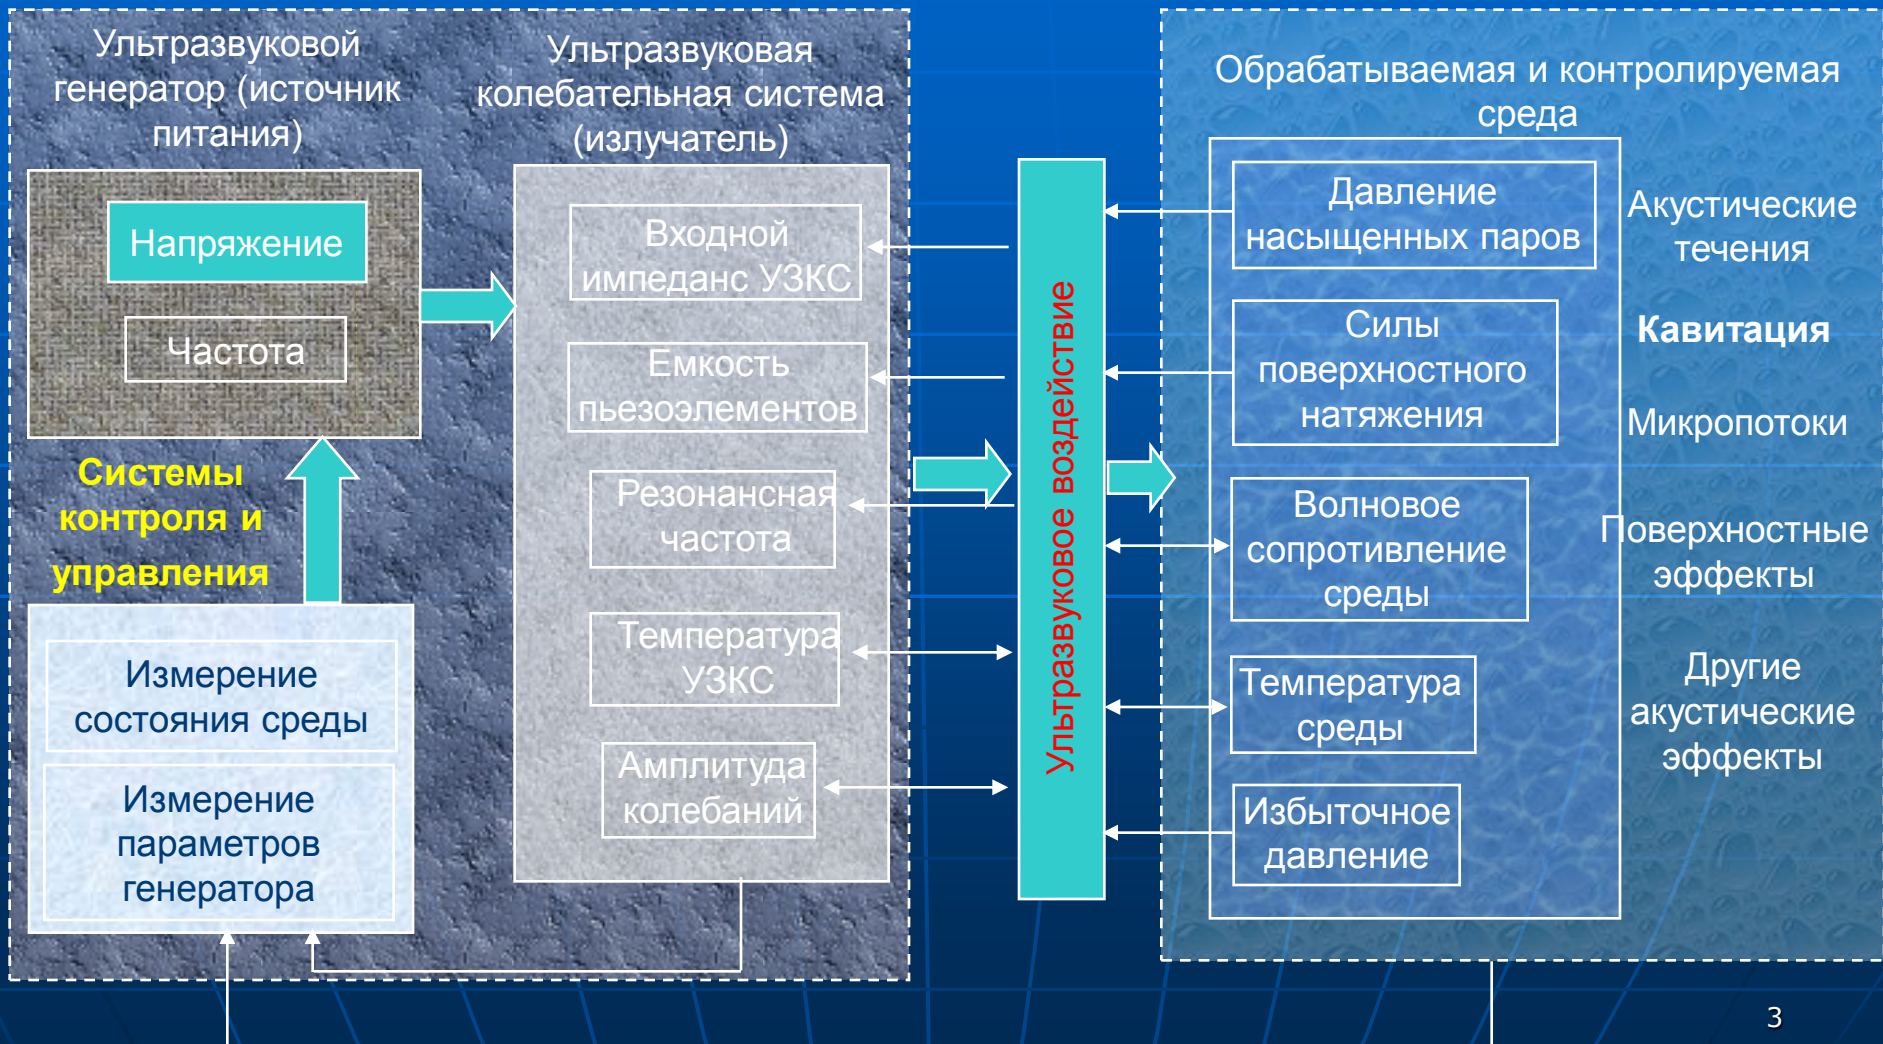 Ультразвуковой
генератор (источник
питания)
Напряжение
Частота
Системы
контроля и
управления
Измерение
состояния среды
Измерение
параметров
генератора
Ультразвуковая
колебательная система
(излучатель)
Входной
импеданс УЗКС
Емкость
пьезоэлементов
Резонансная
частота
Температура
УЗКС
Амплитуда
колебаний
Ультразвуковое воздействие
Обрабатываемая и контролируемая
среда
Давление
насыщенных паров
Силы
поверхностного
натяжения
Волновое
сопротивление
среды
Температура
среды
Избыточное
давление
Акустические
течения
Кавитация
Микропотоки
Поверхностные
эффекты
Другие
акустические
эффекты
3